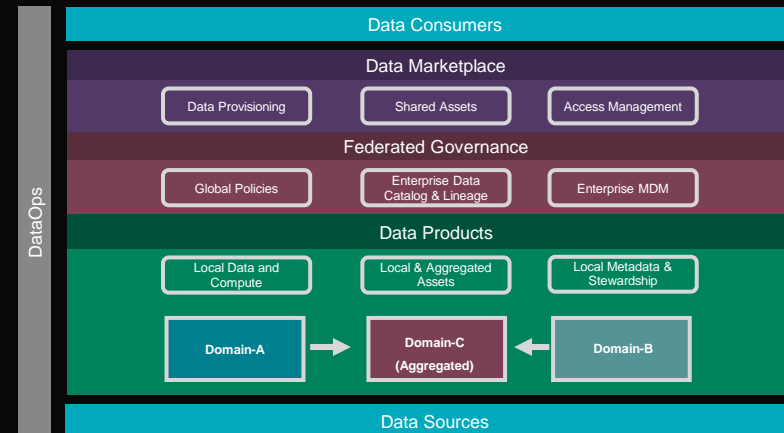 DataOps
Data Consumers
Data Marketplace
Data Provisioning
Shared Assets
Access Management
Federated Governance
Global Policies
Enterprise Data
Catalog & Lineage
Enterprise MDM
Data Products
Local Data and
Compute
Local & Aggregated
Assets
Local Metadata &
Stewardship
Domain-A
Domain-C
(Aggregated)
Domain-B
Data Sources